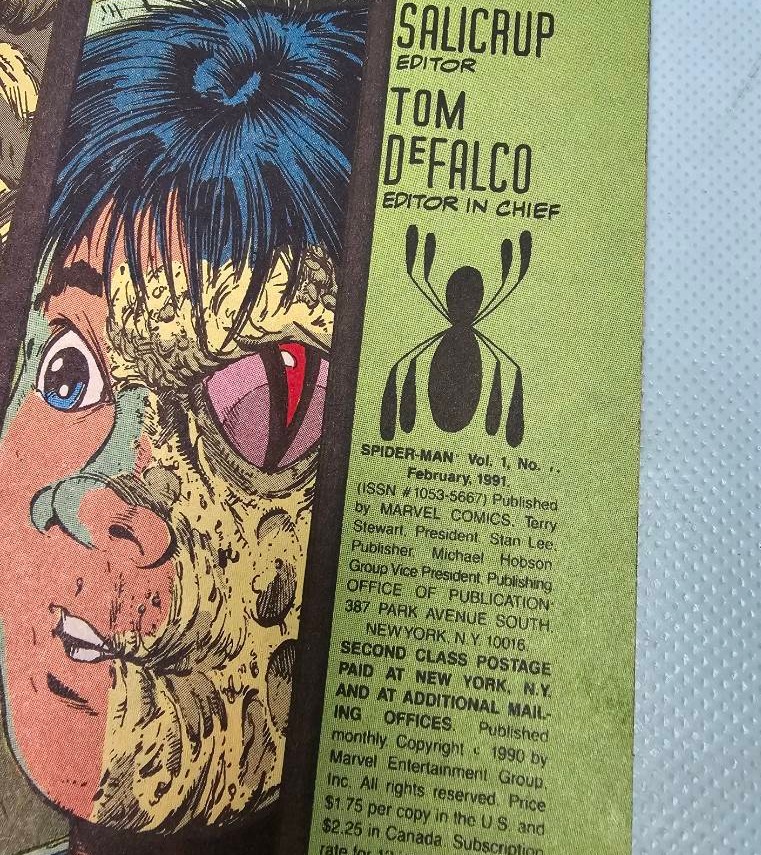 SALICRUP
EDITOR
TOM
DEFALCO
EDITOR IN CHIEF
SPIDER-MAN Vol. 1, No.
February, 1991.
(ISSN #1053-5667) Published
by MARVEL COMICS. Terry
Stewart. President Stan Lee.
Publisher. Michael Hobson
Group Vice President, Publishing
OFFICE OF PUBLICATION
387 PARK AVENUE SOUTH,
NEW YORK, N.Y. 10016.
SECOND CLASS POSTAGE
PAID AT NEW YORK, N.Y.
AND AT ADDITIONAL MAIL-
ING OFFICES. Published
monthly Copyright © 1990 by
Marvel Entertainment Group,
Inc. All rights reserved. Price
$1.75 per copy in the U.S. and
$2.25 in Canada. Subscription
rate for